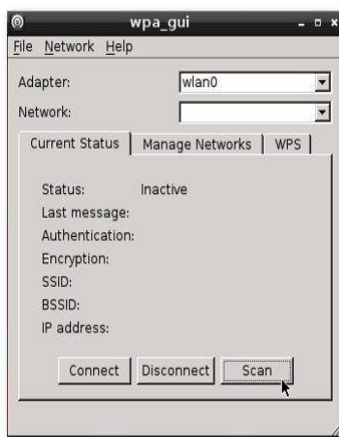 wpa_gui
File Network Help
Adapter: wlan0
Network:
Current Status Manage Networks WPS
Status: Inactive
Last message:
Authentication:
Encryption:
SSID:
BSSID:
IP address:
Connect Disconnect Scan